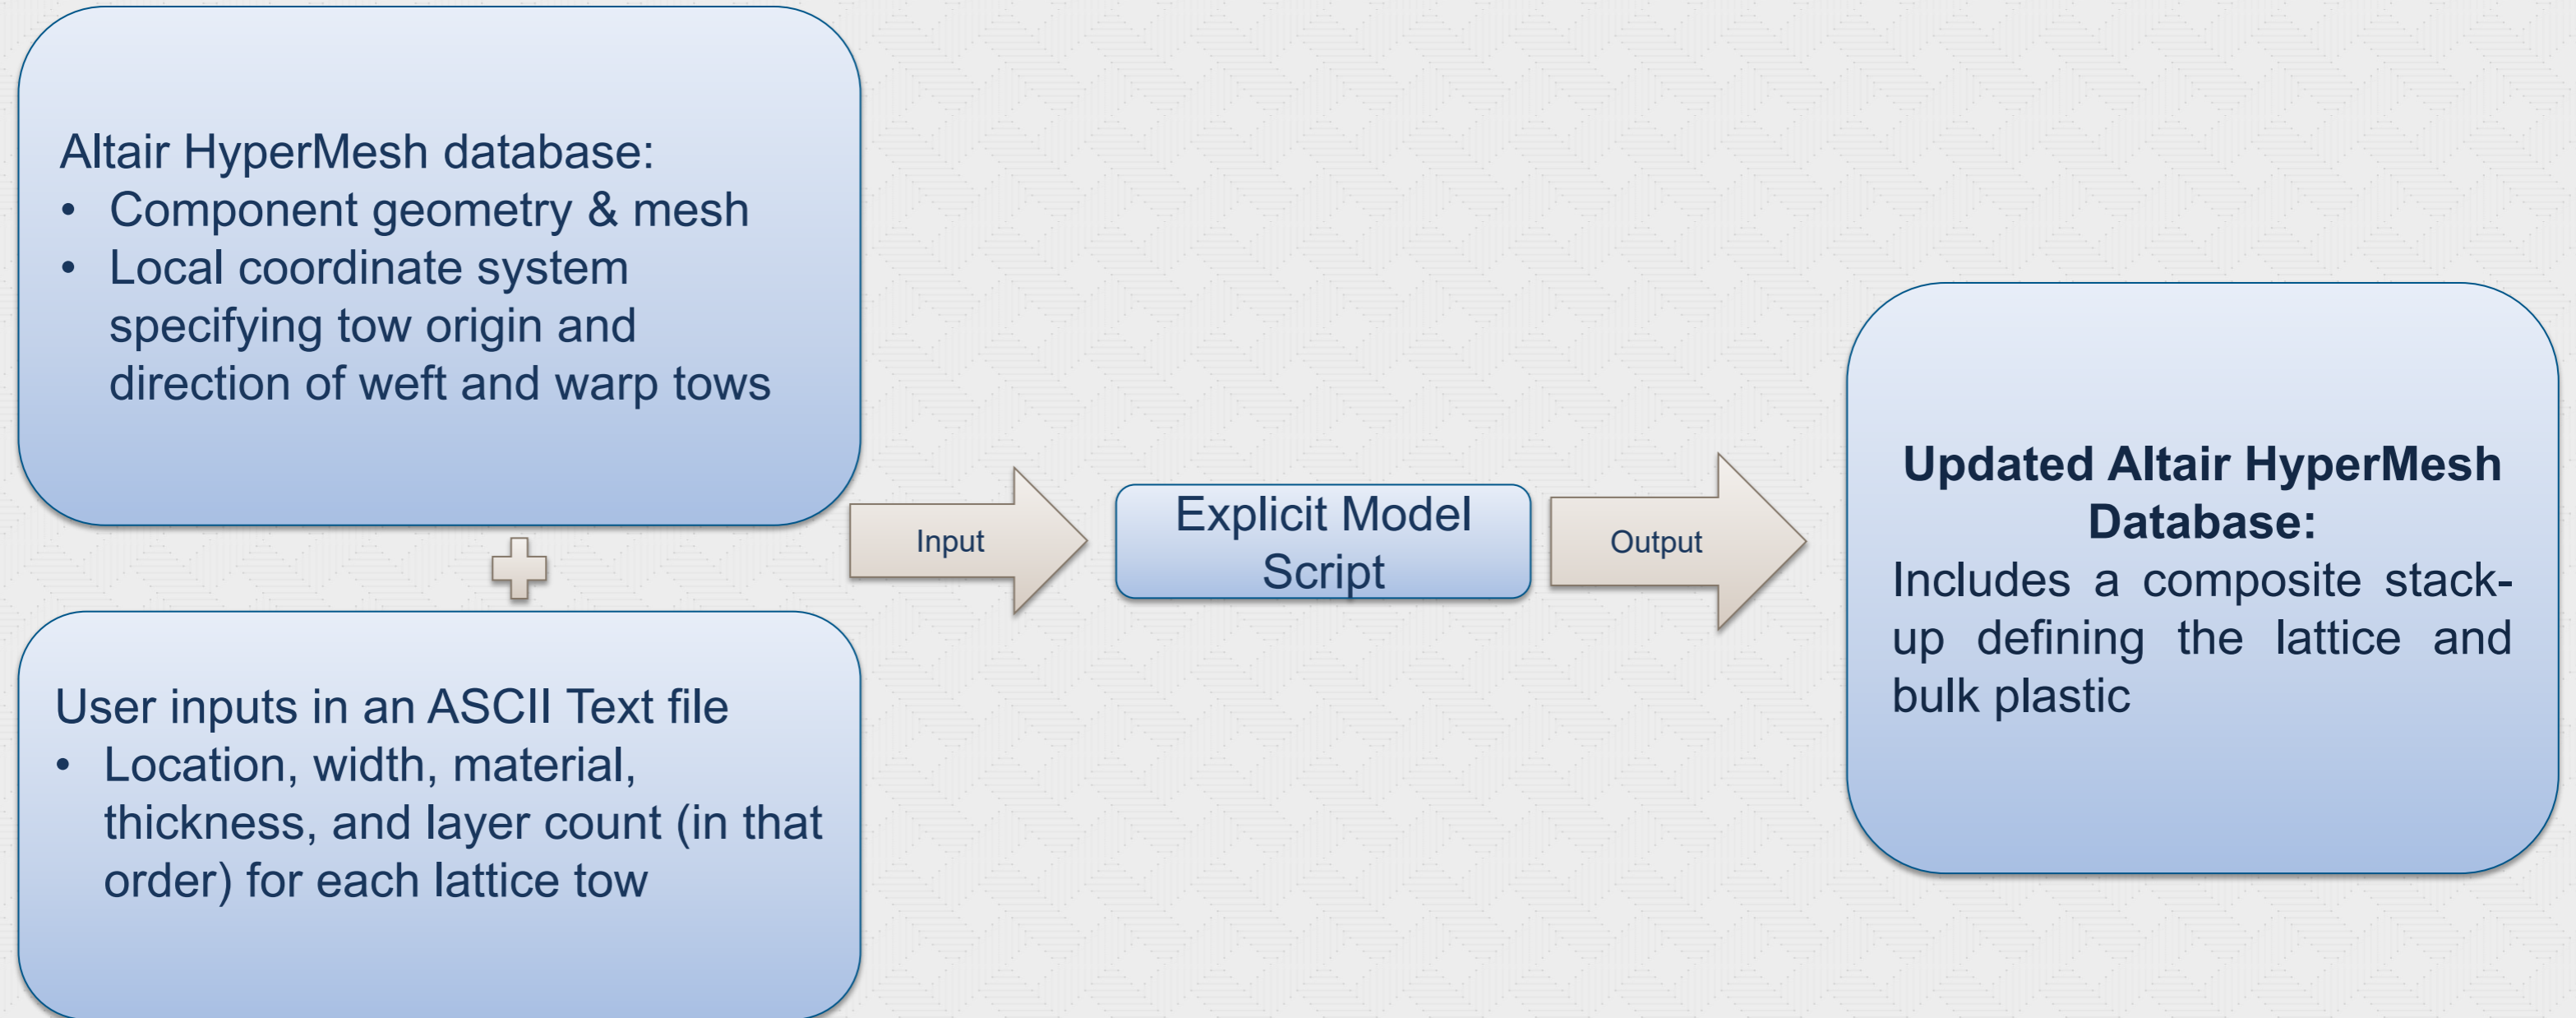 Altair HyperMesh database:
• Component geometry & mesh
• Local coordinate system
specifying tow origin and
direction of weft and warp tows
User inputs in an ASCII Text file
• Location, width, material,
thickness, and layer count (in that
order) for each lattice tow
Input
Explicit Model
Script
Output
Updated Altair HyperMesh
Database:
Includes a composite stack-
up defining the lattice and
bulk plastic